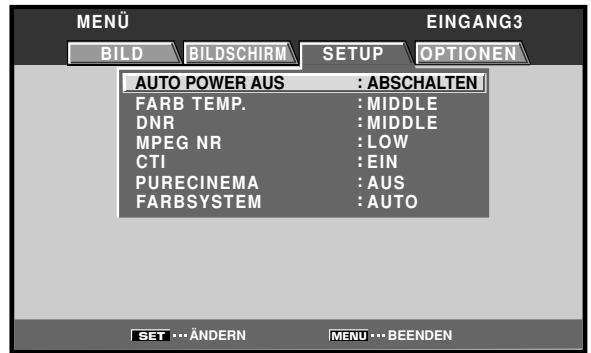 MENÜ EINGANG3
BILD BILDSCHIRM SETUP OPTIONEN
AUTO POWER AUS : ABSCHALTEN
FARB TEMP. : MIDDLE
DNR : MIDDLE
MPEG NR : LOW
CTI : EIN
PURECINEMA : AUS
FARBSYSTEM : AUTO
SET ··· ÄNDERN MENU ··· BEENDEN